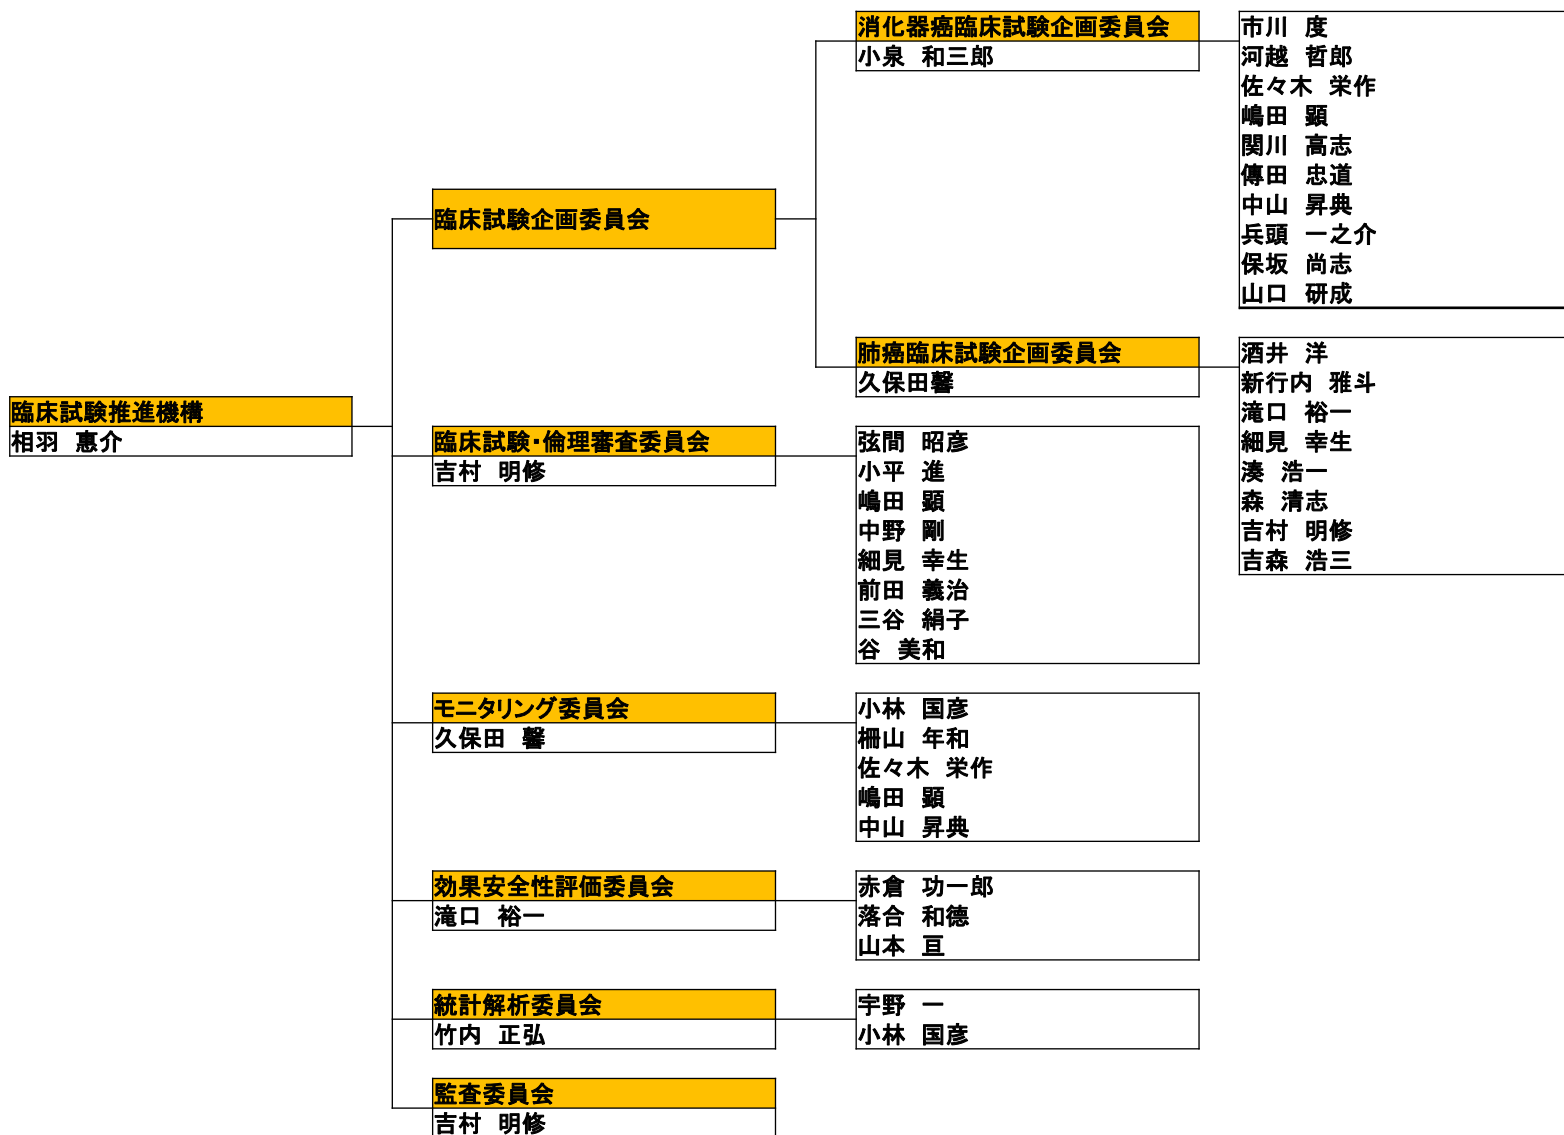 臨床試験推進機構
相羽　惠介
臨床試験企画委員会
消化器癌臨床試験企画委員会
小泉　和三郎
市川　度
河越　哲郎
佐々木　栄作
嶋田　顕
関川　高志
傳田　忠道
中山　昇典
兵頭　一之介
保坂　尚志
山口　研成
肺癌臨床試験企画委員会
久保田馨
酒井　洋
新行内　雅斗
滝口　裕一
細見　幸生
湊　浩一
森　清志
吉村　明修
吉森　浩三
臨床試験・倫理審査委員会
吉村　明修
弦間　昭彦
小平　進
嶋田　顕
中野　剛
細見　幸生
前田　義治
三谷　絹子
谷　美和
モニタリング委員会
久保田　馨
小林　国彦
柵山　年和
佐々木　栄作
嶋田　顕
中山　昇典
効果安全性評価委員会
滝口　裕一
赤倉　功一郎
落合　和徳
山本　亘
統計解析委員会
竹内　正弘
宇野　一
小林　国彦
監査委員会
吉村　明修